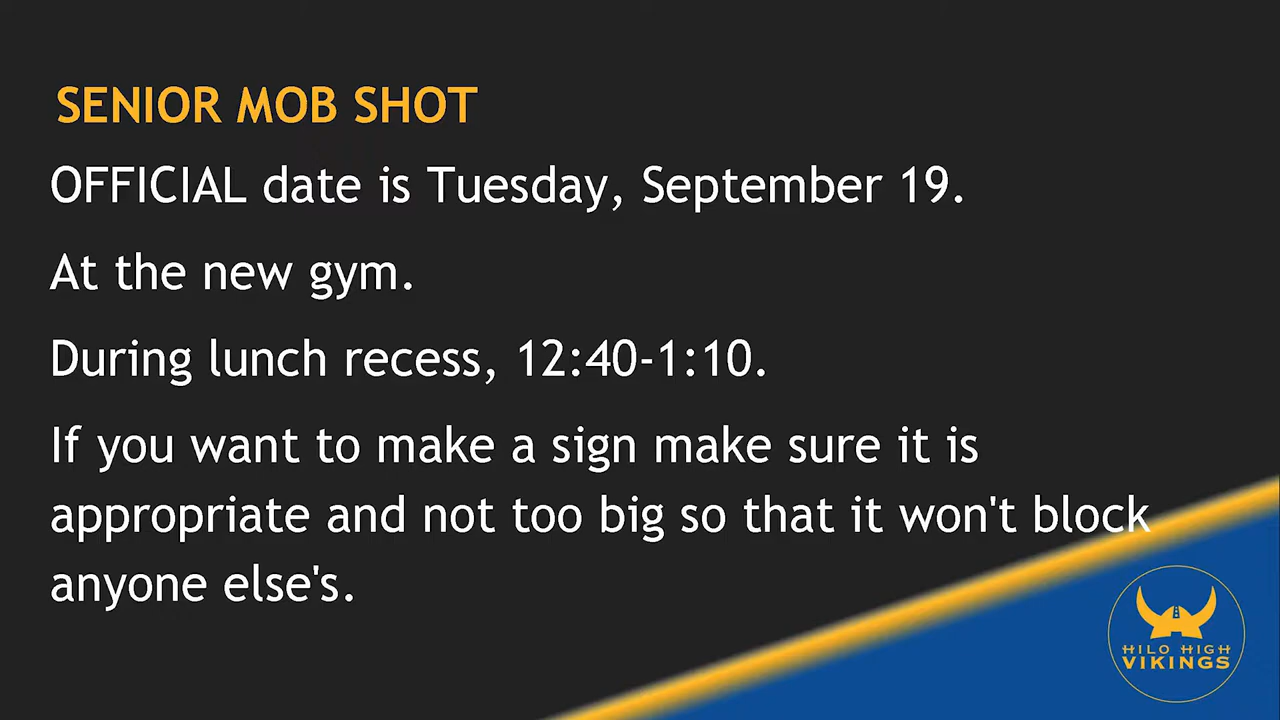 SENIOR MOB SHOT
OFFICIAL date is Tuesday, September 19.
At the new gym.
During lunch recess, 12:40-1:10.
If you want to make a sign make sure it is
appropriate and not too big so that it won't block
anyone else's.
HILO HIGH
VIKINGS